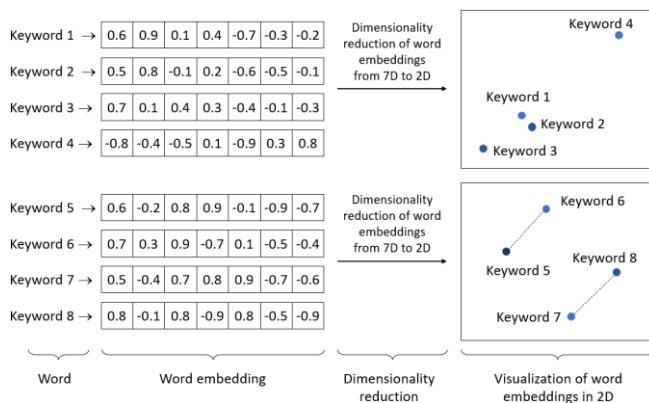 Keyword 1 → 0.6 0.9 0.1 0.4 -0.7 -0.3 -0.2
Keyword 2 → 0.5 0.8 -0.1 0.2 -0.6 -0.5 -0.1
Keyword 3 → 0.7 0.1 0.4 0.3 -0.4 -0.1 -0.3
Keyword 4 → -0.8 -0.4 -0.5 0.1 -0.9 0.3 0.8
Dimensionality
reduction of word
embeddings
from 7D to 2D
Keyword 4
Keyword 1
Keyword 2
Keyword 3
Keyword 5 → 0.6 -0.2 0.8 0.9 -0.1 -0.9 -0.7
Keyword 6 → 0.7 0.3 0.9 -0.7 0.1 -0.5 -0.4
Keyword 7 → 0.5 -0.4 0.7 0.8 0.9 -0.7 -0.6
Keyword 8 → 0.8 -0.1 0.8 -0.9 0.8 -0.5 -0.9
Dimensionality
reduction of word
embeddings
from 7D to 2D
Keyword 6
Keyword 8
Keyword 5
Keyword 7
Word
Word embedding
Dimensionality
reduction
Visualization of word
embeddings in 2D